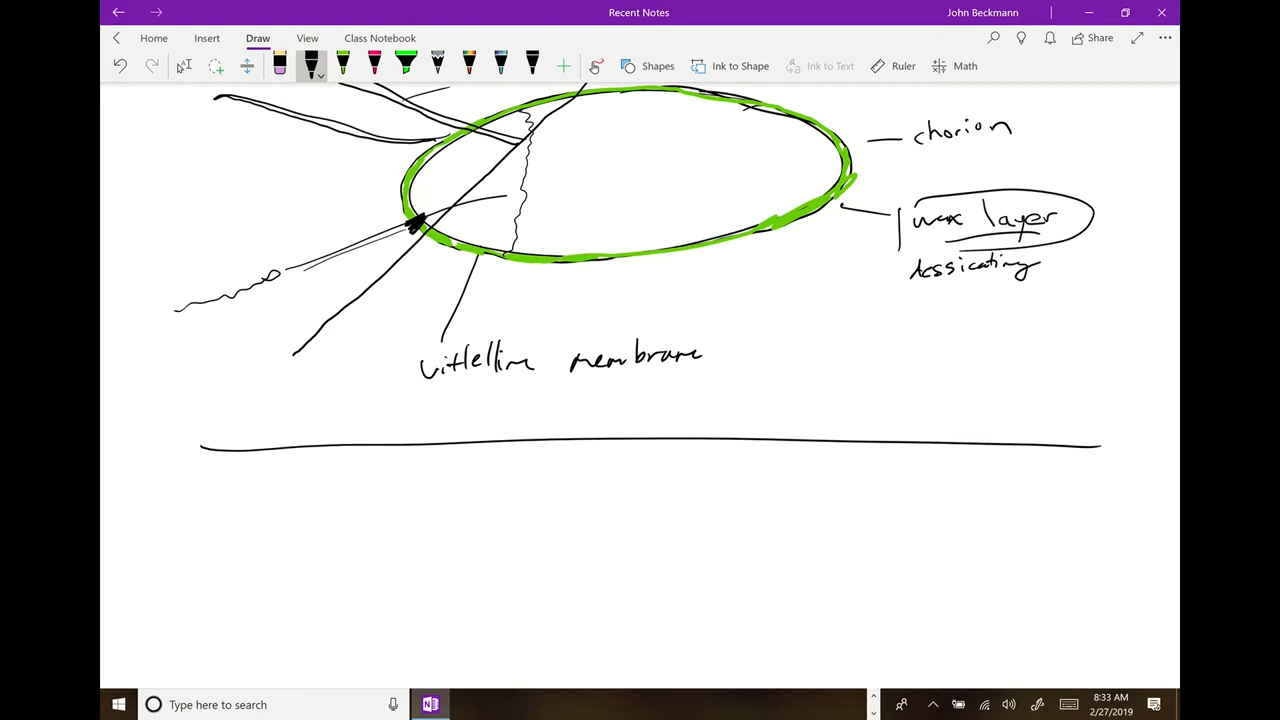 Recent Notes
John Beckmann
Home Insert Draw View Class Notebook
Share
Shapes Ink to Shape Ink to Text Ruler Math
chorion
wax layer
dessicating
vittelline membrane
Type here to search
8:33 AM
2/27/2019